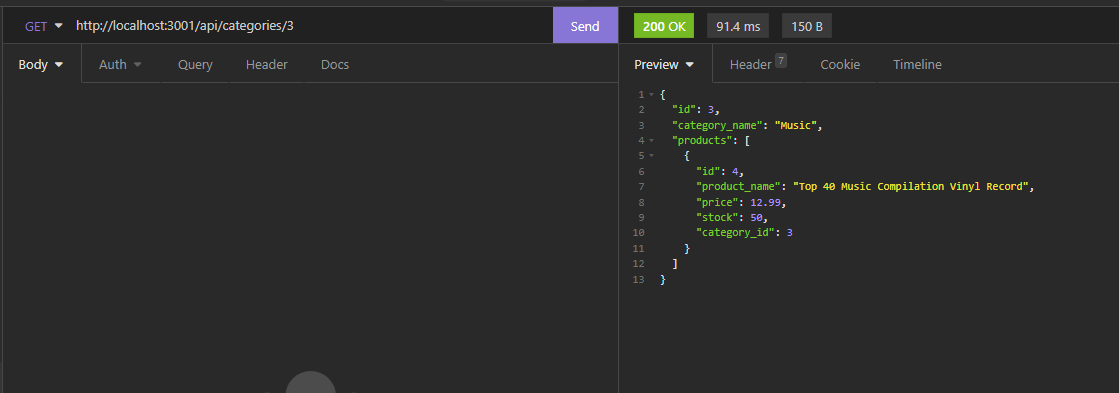 GET http://localhost:3001/api/categories/3 Send 200 OK 91.4 ms 150 B
Body Auth Query Header Docs Preview Header 7 Cookie Timeline
1 {
2 "id": 3,
3 "category_name": "Music",
4 "products": [
5 {
6 "id": 4,
7 "product_name": "Top 40 Music Compilation Vinyl Record",
8 "price": 12.99,
9 "stock": 50,
10 "category_id": 3
11 }
12 ]
13 }